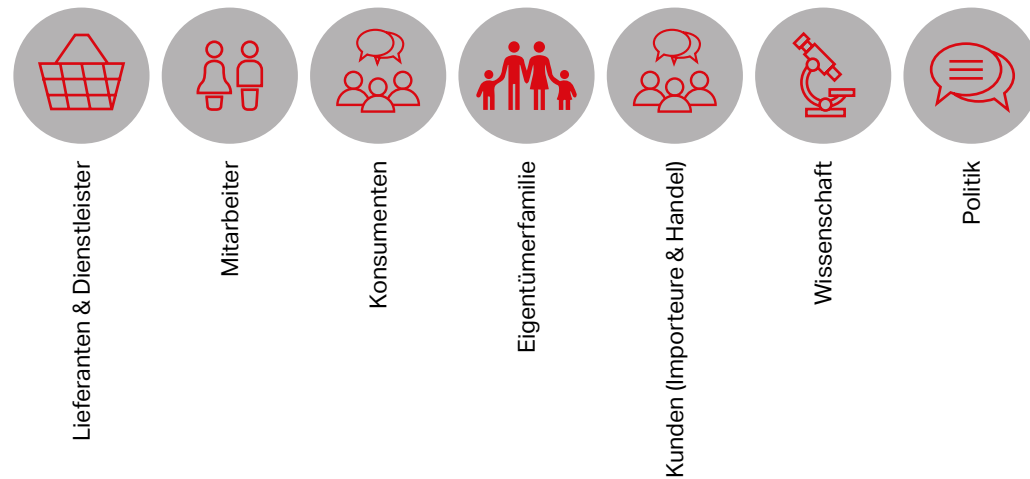 Lieferanten & Dienstleister
Mitarbeiter
Konsumenten
Eigentümerfamilie
Kunden (Importeure & Handel)
Wissenschaft
Politik